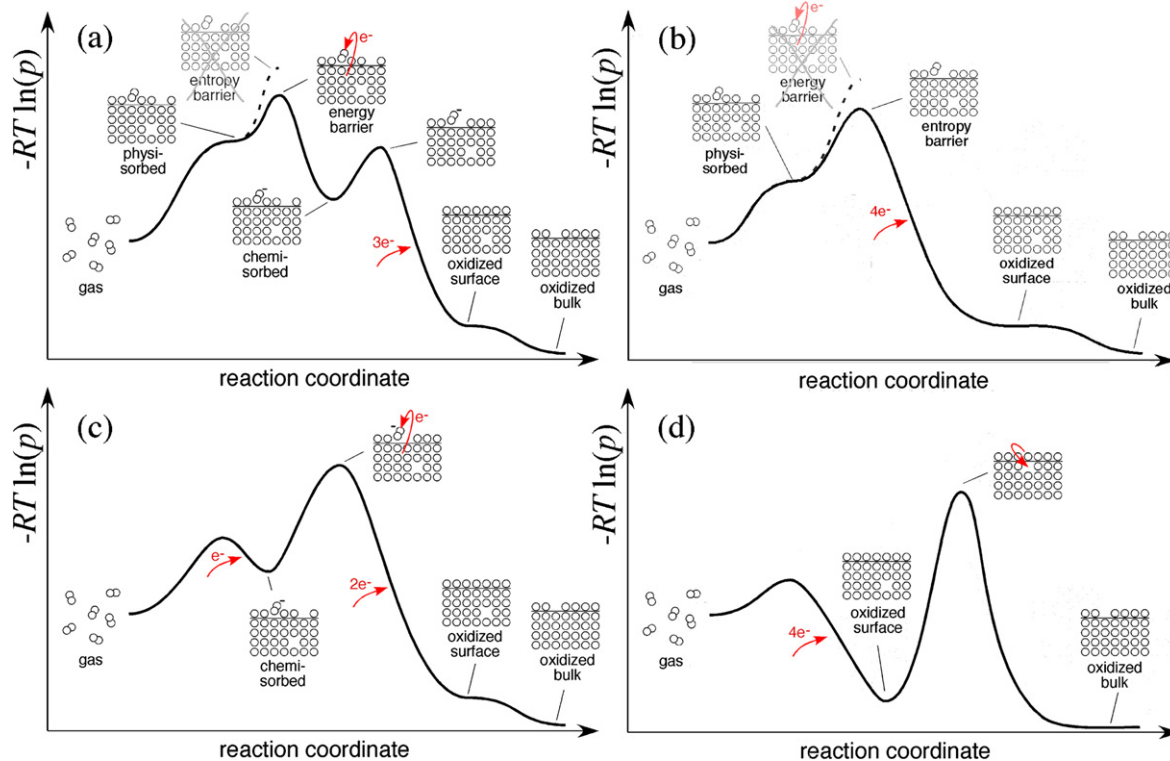 (a)
-RT ln(p)
entropy
barrier
e-
energy
barrier
physi-
sorbed
-
-
chemi-
sorbed
3e-
gas
oxidized
surface
oxidized
bulk
reaction coordinate
(b)
-RT ln(p)
e-
energy
barrier
entropy
barrier
physi-
sorbed
4e-
gas
oxidized
surface
oxidized
bulk
reaction coordinate
(c)
-RT ln(p)
-
e-
e-
2e-
gas
-
chemi-
sorbed
oxidized
surface
oxidized
bulk
reaction coordinate
(d)
-RT ln(p)
4e-
gas
oxidized
surface
oxidized
bulk
reaction coordinate